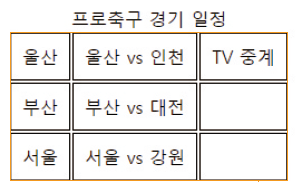 프로축구 경기 일정
울산 울산 vs 인천 TV 중계
부산 부산 vs 대전
서울 서울 vs 강원